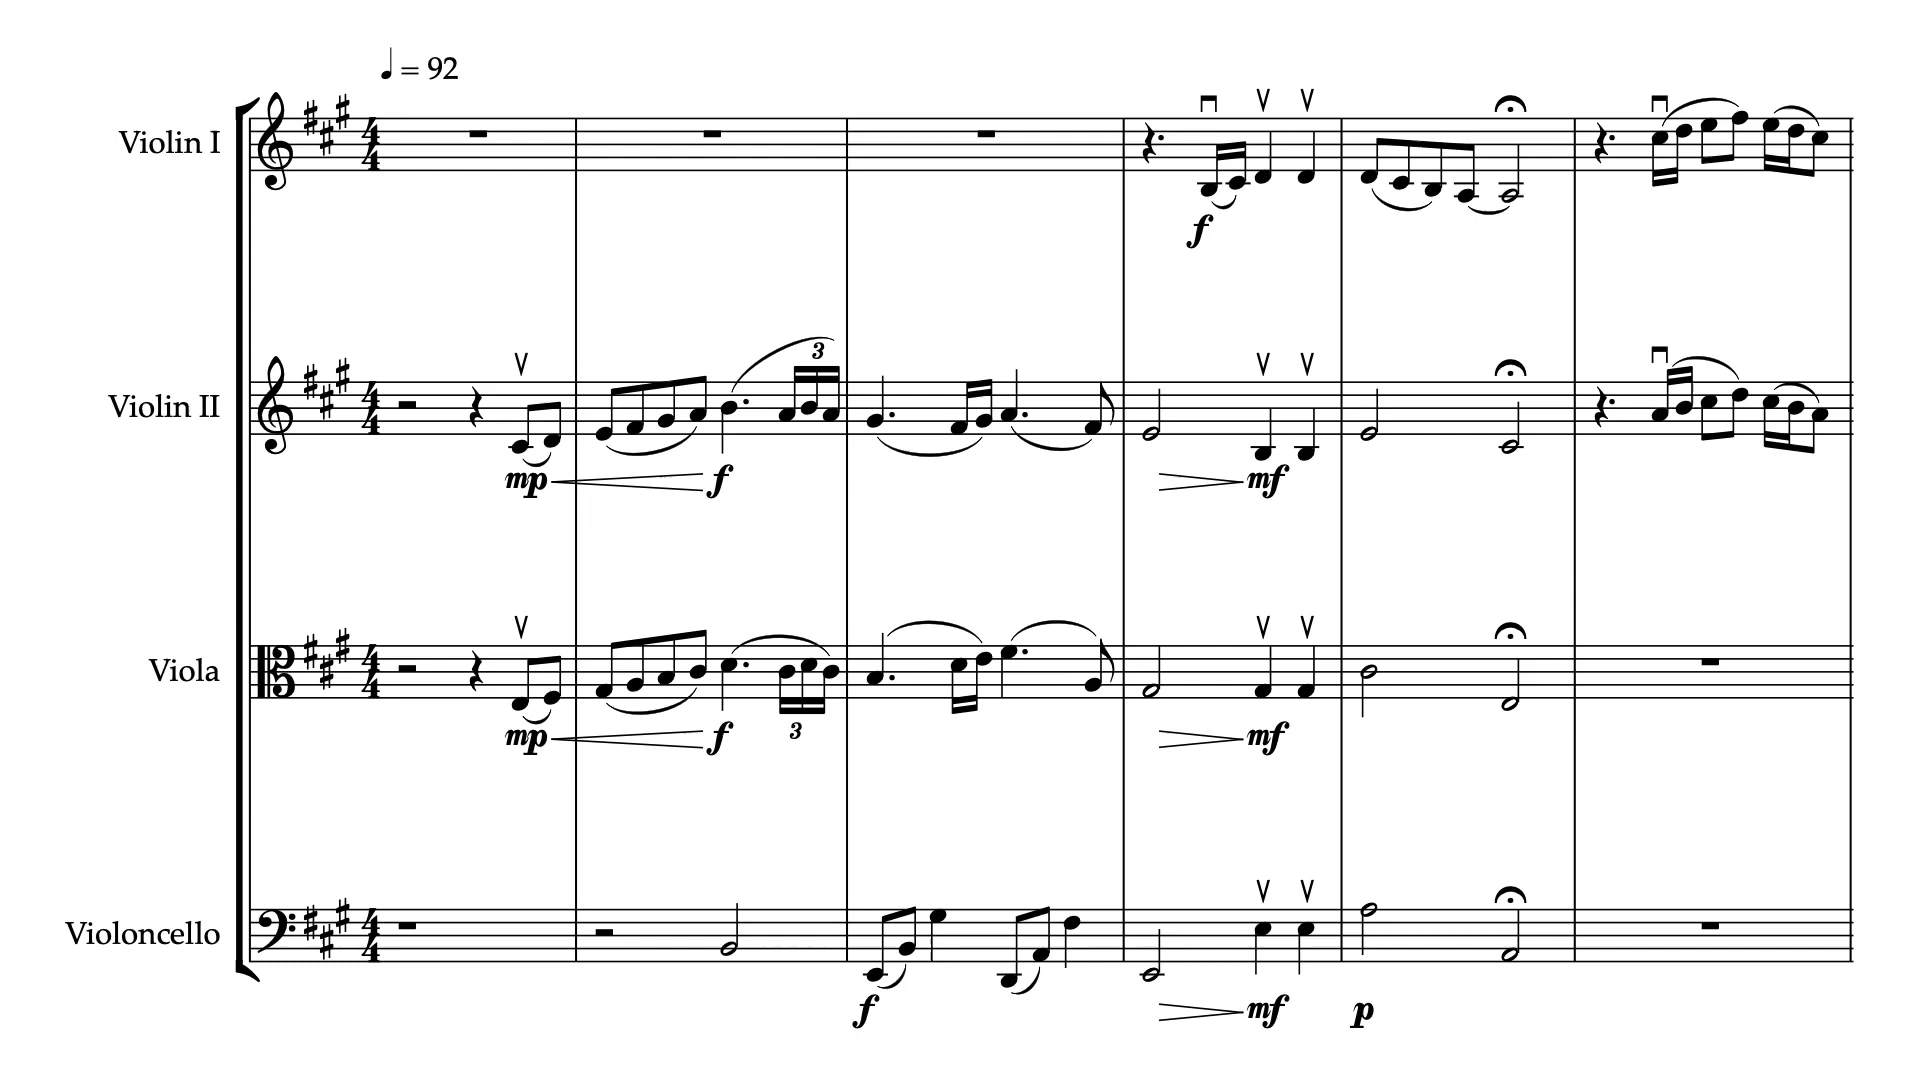 ♩ = 92
Violin I
f
3
Violin II
mp f mf
Viola
mp f 3 mf
Violoncello
f mf p